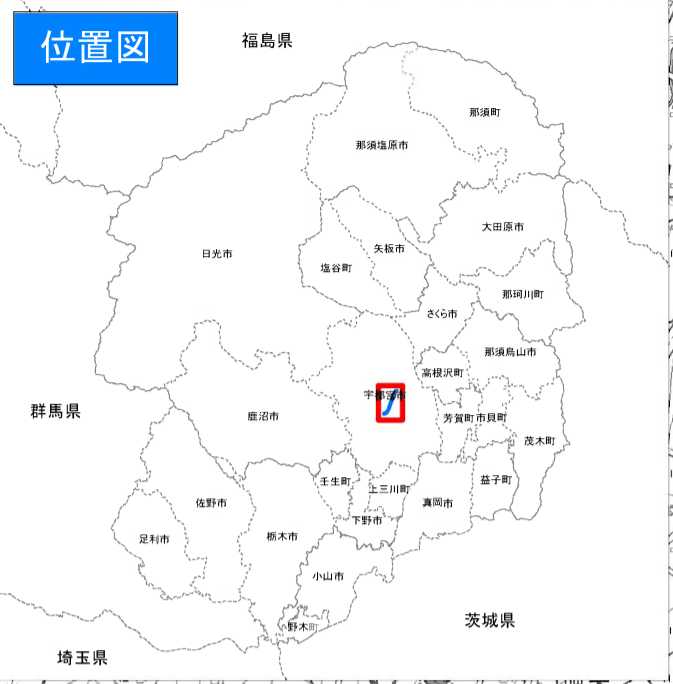 位置図
福島県
那須町
那須塩原市
大田原市
矢板市
日光市
塩谷町
那珂川町
さくら市
那須烏山市
高根沢町
宇都宮市
群馬県
鹿沼市
芳賀町
市貝町
茂木町
壬生町
上三川町
益子町
佐野市
真岡市
下野市
足利市
栃木市
小山市
茨城県
野木町
埼玉県